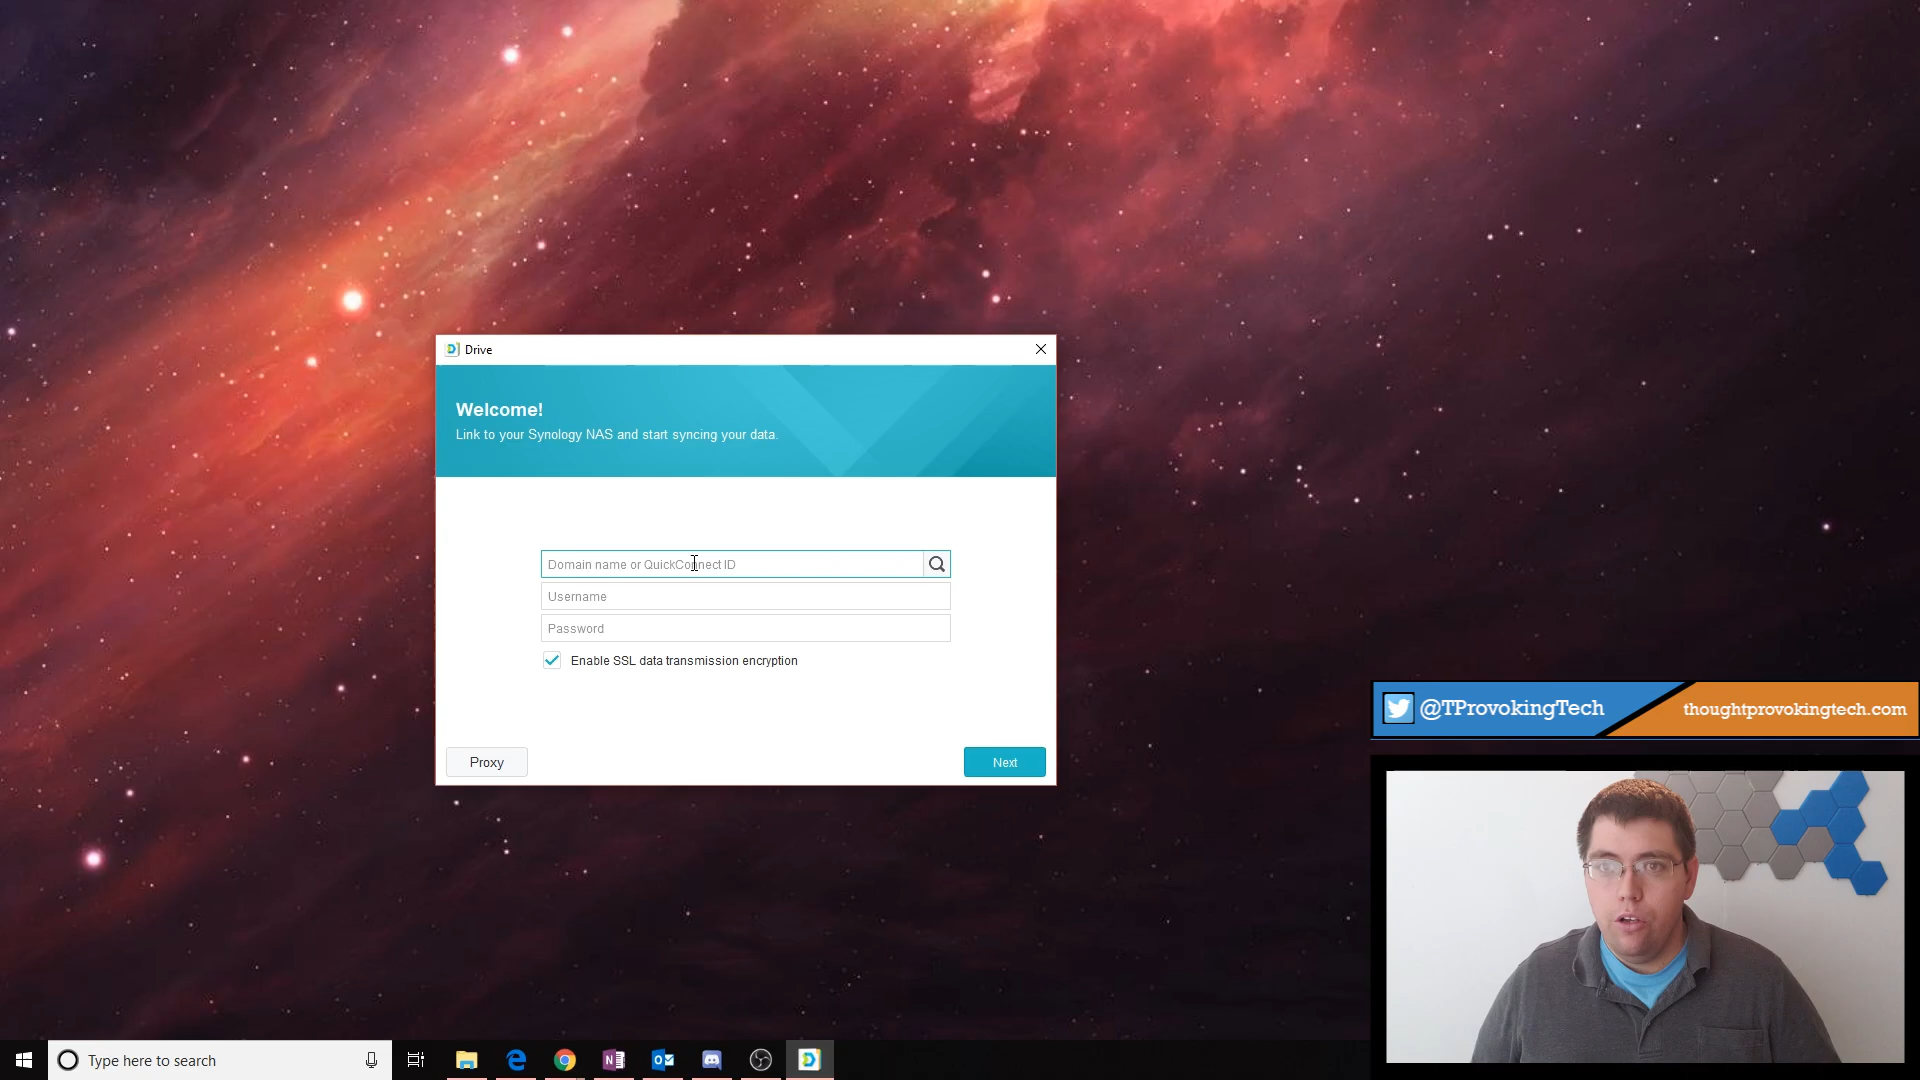 Drive
Welcome!
Link to your Synology NAS and start syncing your data.
Domain name or QuickConnect ID
Username
Password
Enable SSL data transmission encryption
Proxy
Next
@TProvokingTech
thoughtprovokingtech.com
Type here to search